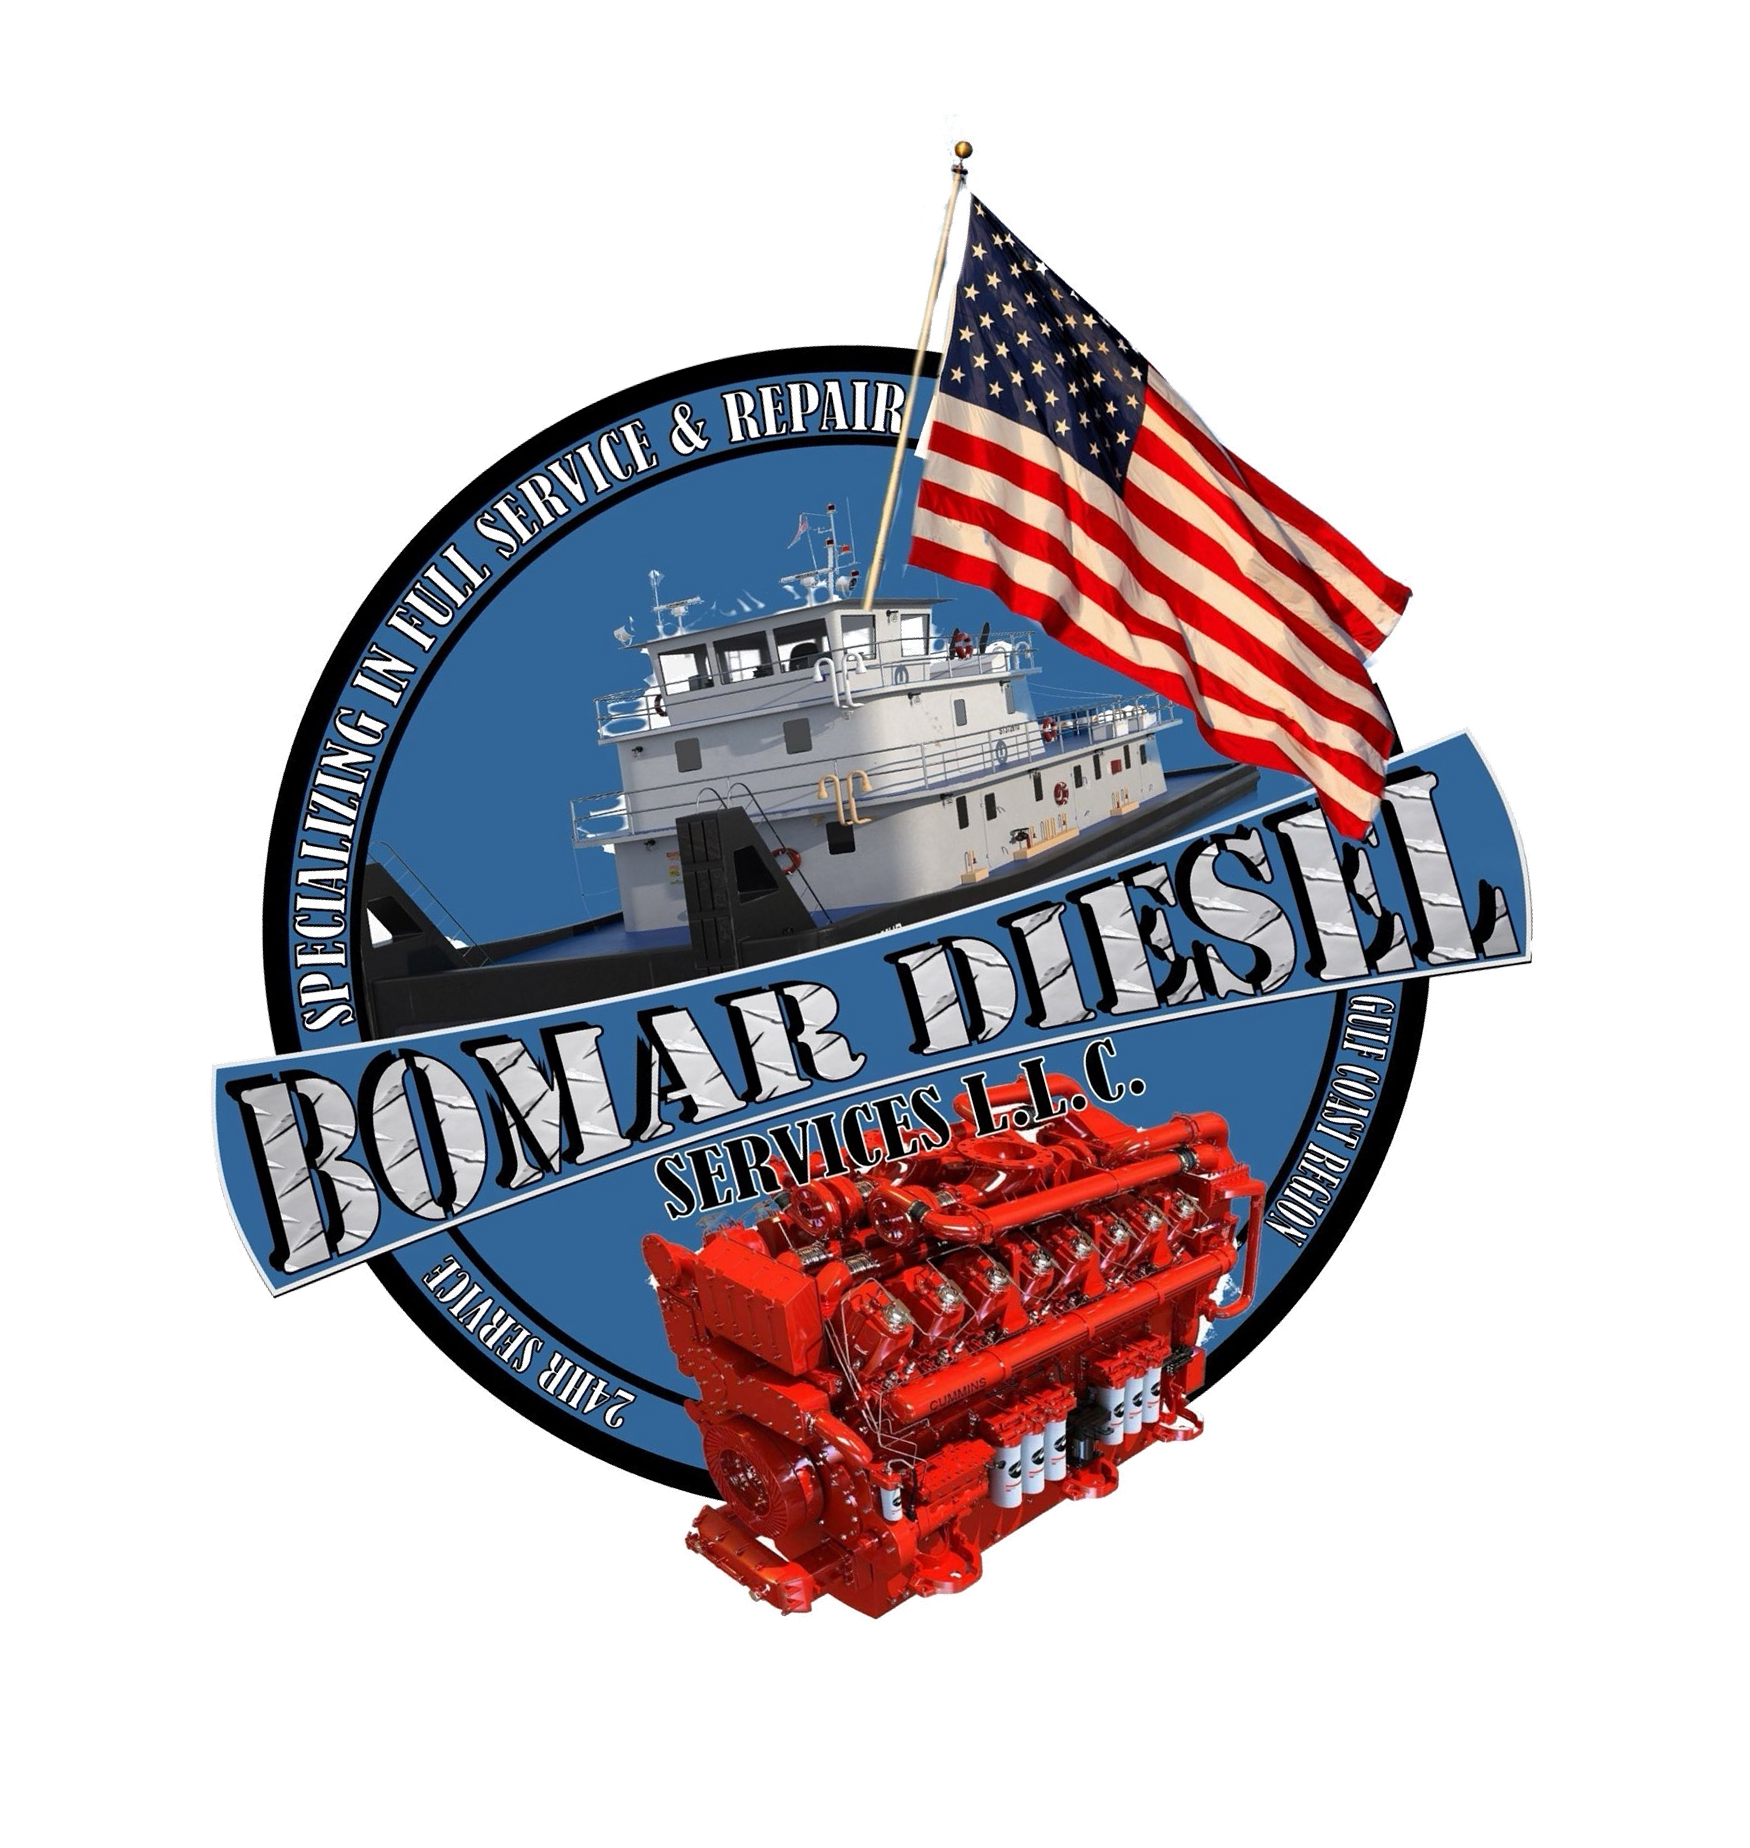 SPECIALIZING IN FULL SERVICE & REPAIR
BOMAR DIESEL
SERVICES L.L.C.
GULF COAST REGION
24HR SERVICE
CUMMINS